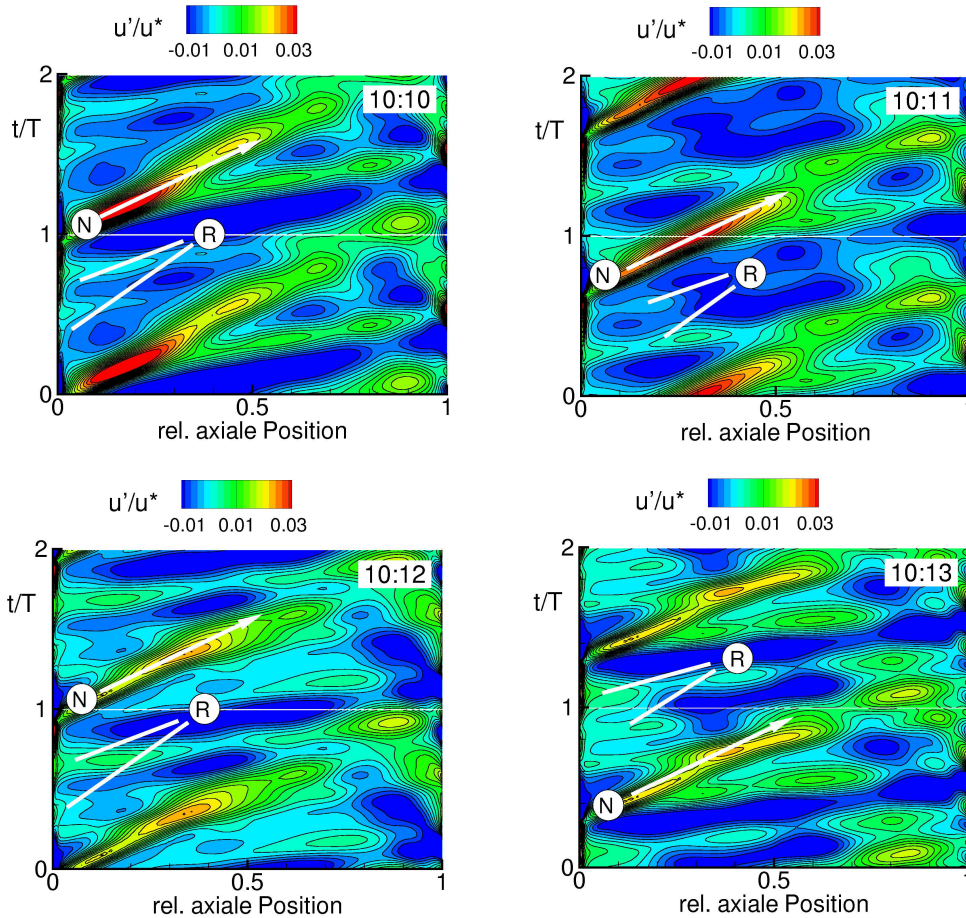 u'/u*
-0.01 0.01 0.03
2
t/T
1
0
10:10
N
R
0 0.5 1
rel. axiale Position
u'/u*
-0.01 0.01 0.03
2
t/T
1
0
10:11
N
R
0 0.5 1
rel. axiale Position
u'/u*
-0.01 0.01 0.03
2
t/T
1
0
10:12
N
R
0 0.5 1
rel. axiale Position
u'/u*
-0.01 0.01 0.03
2
t/T
1
0
10:13
R
N
0 0.5 1
rel. axiale Position